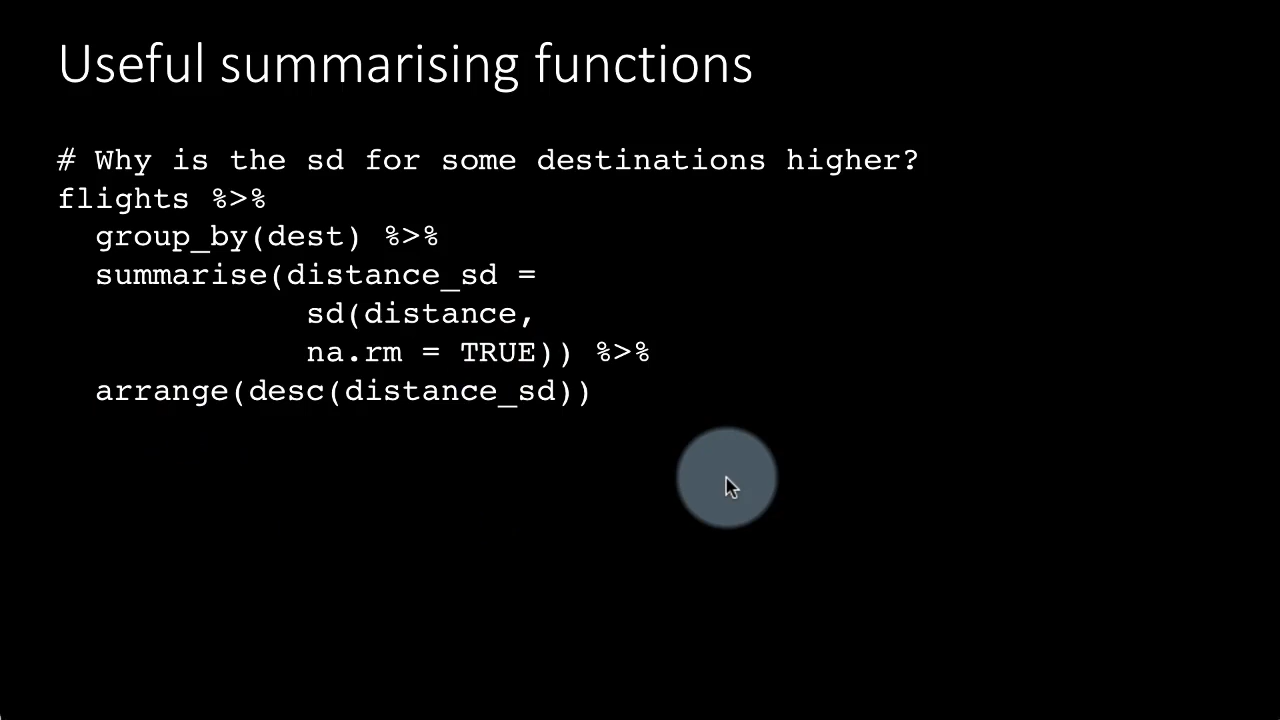 Useful summarising functions
# Why is the sd for some destinations higher?
flights %>%
  group_by(dest) %>%
  summarise(distance_sd =
             sd(distance,
             na.rm = TRUE)) %>%
  arrange(desc(distance_sd))